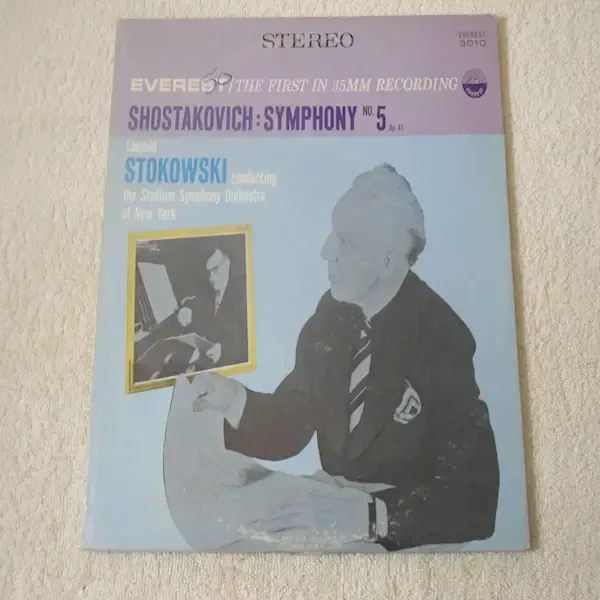 STEREO
EVEREST
3010
EVEREST / THE FIRST IN 35MM RECORDING
EVEREST
SHOSTAKOVICH: SYMPHONY NO. 5 Op. 47
Leopold
STOKOWSKI conducting
the Stadium Symphony Orchestra
of New York